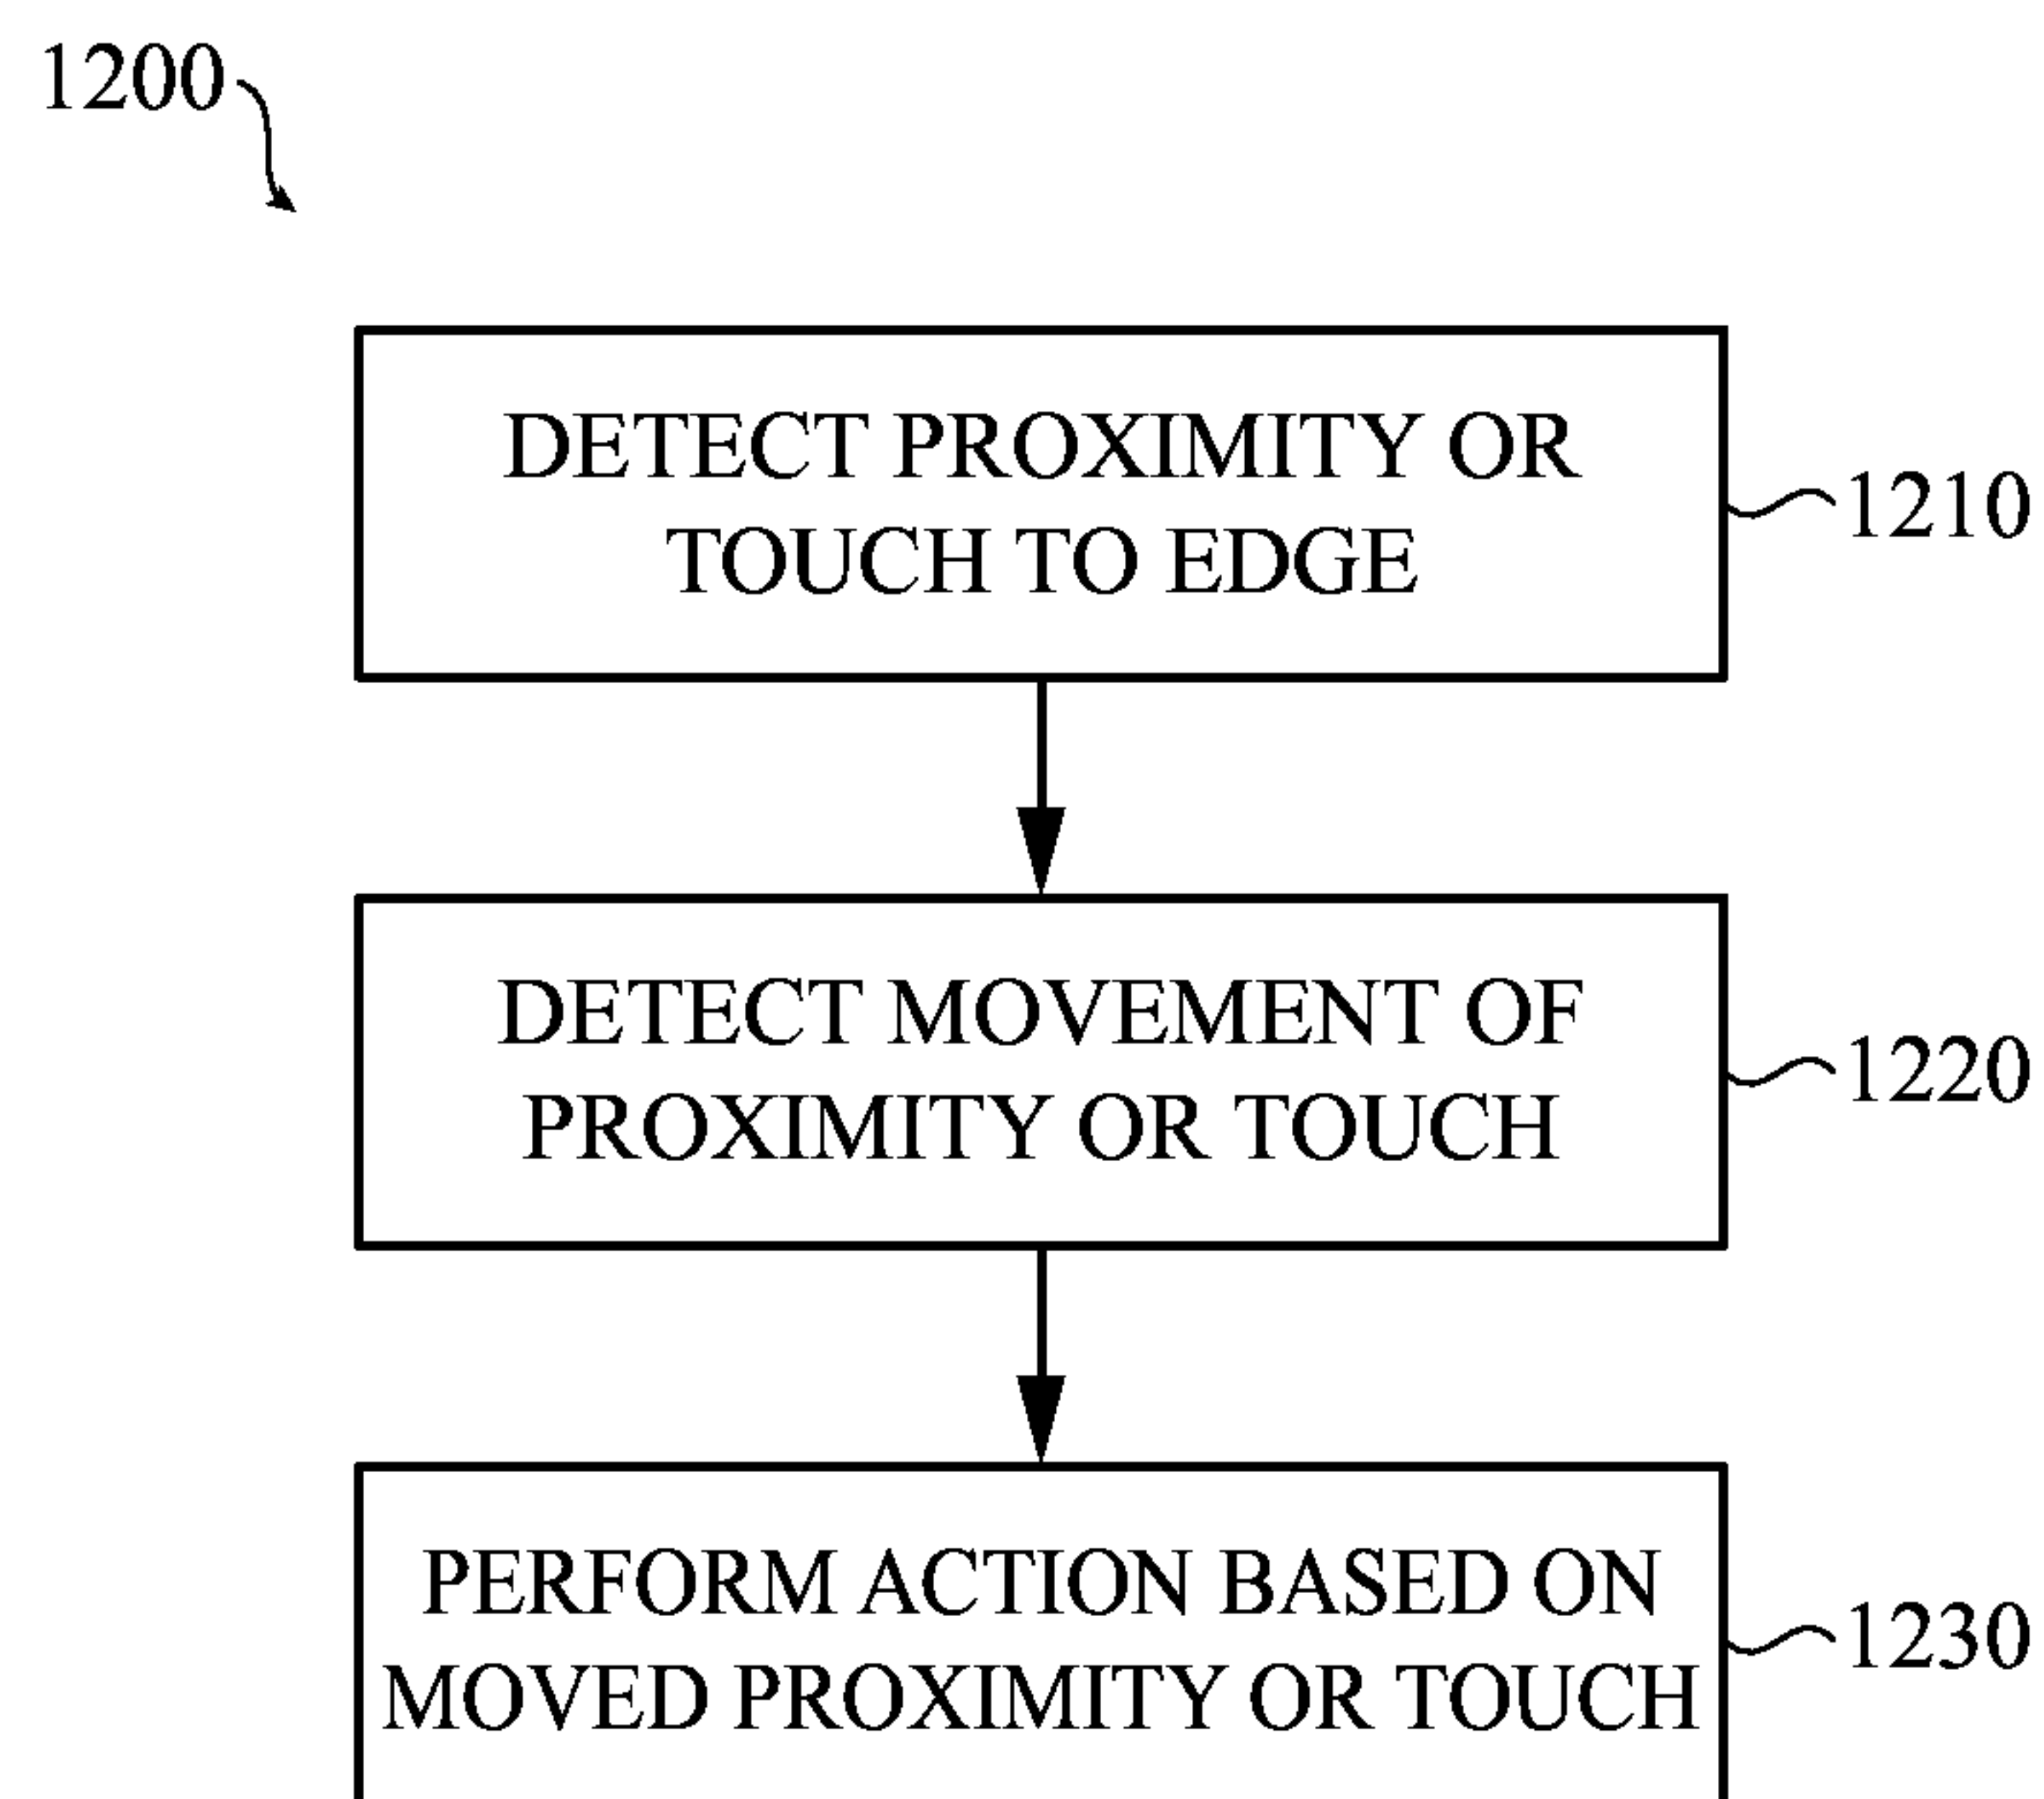 1200
DETECT PROXIMITY OR
TOUCH TO EDGE
1210
DETECT MOVEMENT OF
PROXIMITY OR TOUCH
1220
PERFORM ACTION BASED ON
MOVED PROXIMITY OR TOUCH
1230